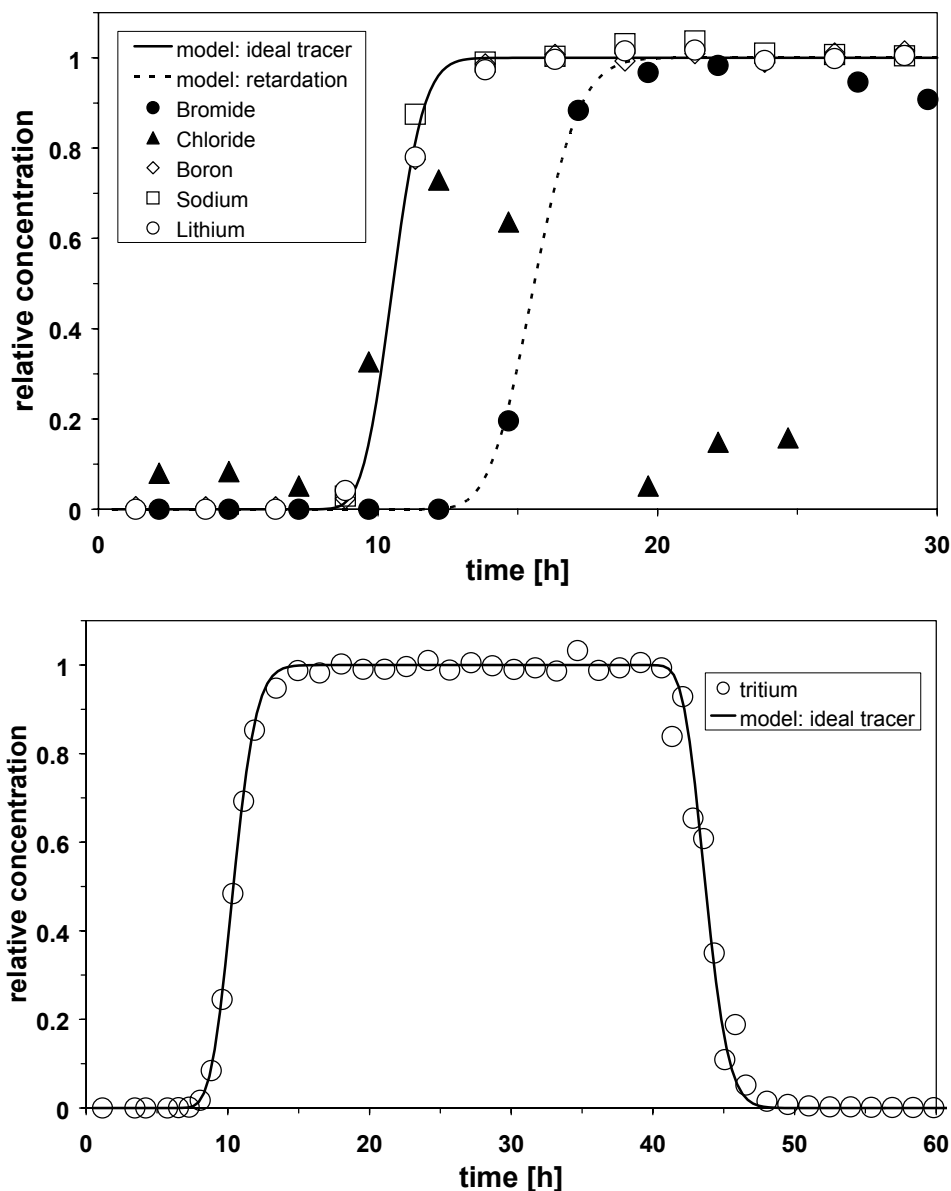 model: ideal tracer
model: retardation
Bromide
Chloride
Boron
Sodium
Lithium
relative concentration
1
0.8
0.6
0.4
0.2
0
0 10 20 30
time [h]
tritium
model: ideal tracer
relative concentration
1
0.8
0.6
0.4
0.2
0
0 10 20 30 40 50 60
time [h]